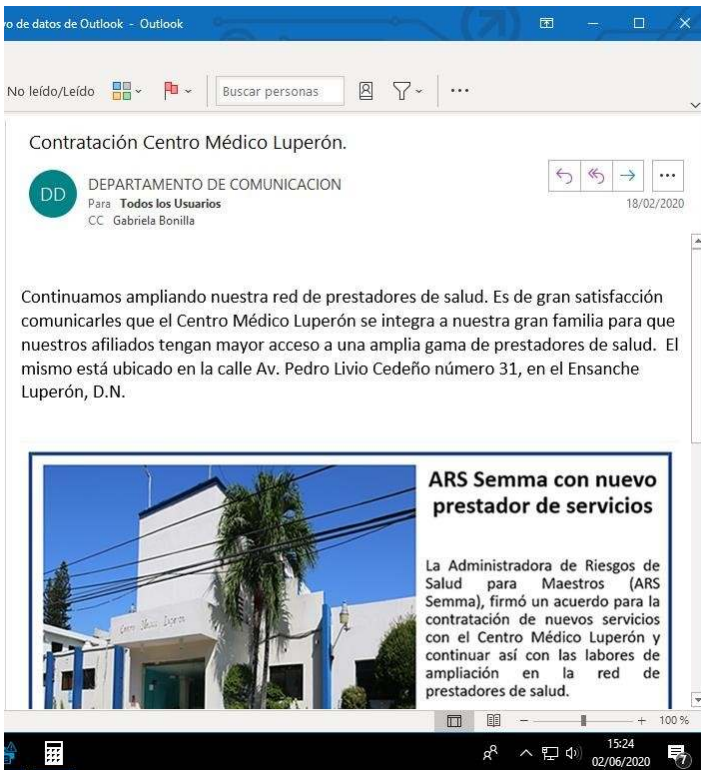 vo de datos de Outlook - Outlook
No leído/Leído
Buscar personas
Contratación Centro Médico Luperón.
DD
DEPARTAMENTO DE COMUNICACION
Para Todos los Usuarios
CC Gabriela Bonilla
18/02/2020
Continuamos ampliando nuestra red de prestadores de salud. Es de gran satisfacción
comunicarles que el Centro Médico Luperón se integra a nuestra gran familia para que
nuestros afiliados tengan mayor acceso a una amplia gama de prestadores de salud. El
mismo está ubicado en la calle Av. Pedro Livio Cedeño número 31, en el Ensanche
Luperón, D.N.
Centro Médico Luperón
ARS Semma con nuevo
prestador de servicios
La Administradora de Riesgos de
Salud para Maestros (ARS
Semma), firmó un acuerdo para la
contratación de nuevos servicios
con el Centro Médico Luperón y
continuar así con las labores de
ampliación en la red de
prestadores de salud.
100 %
15:24
02/06/2020
7